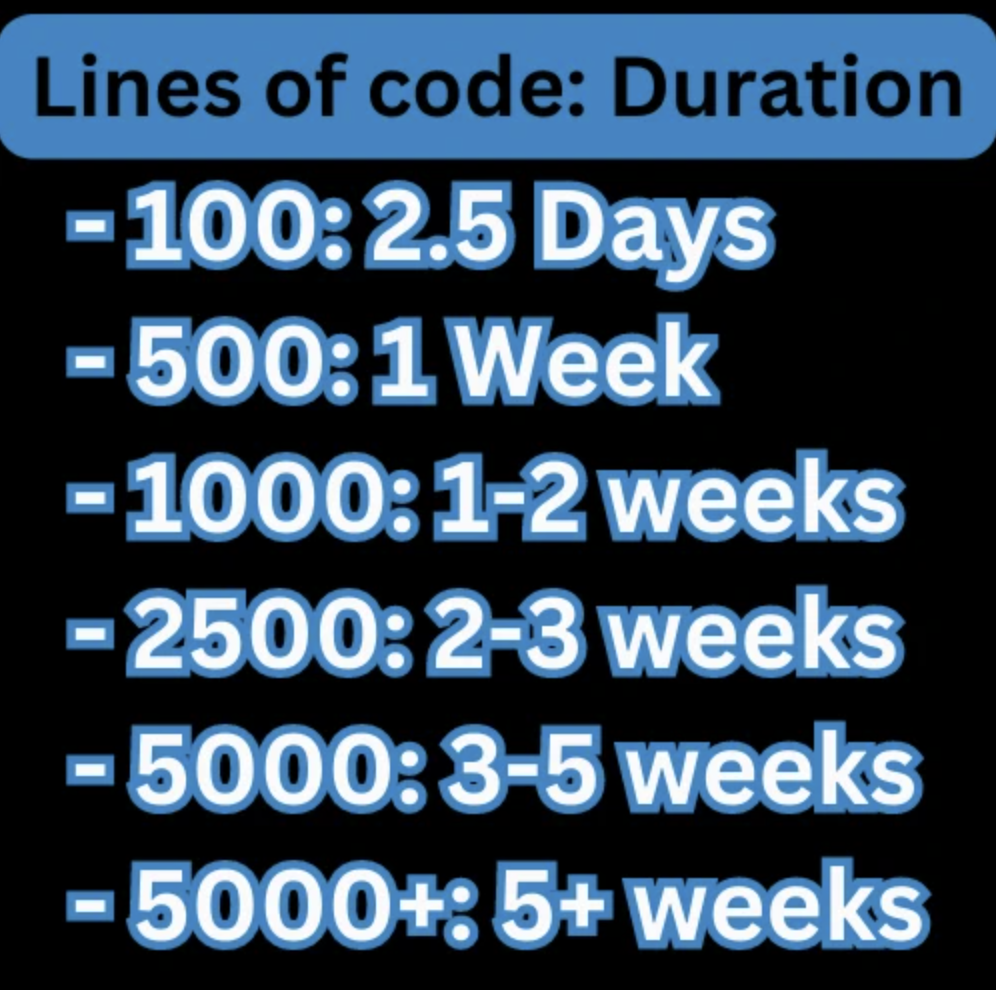 Lines of code: Duration
- 100: 2.5 Days
- 500: 1 Week
- 1000: 1-2 weeks
- 2500: 2-3 weeks
- 5000: 3-5 weeks
- 5000+: 5+ weeks